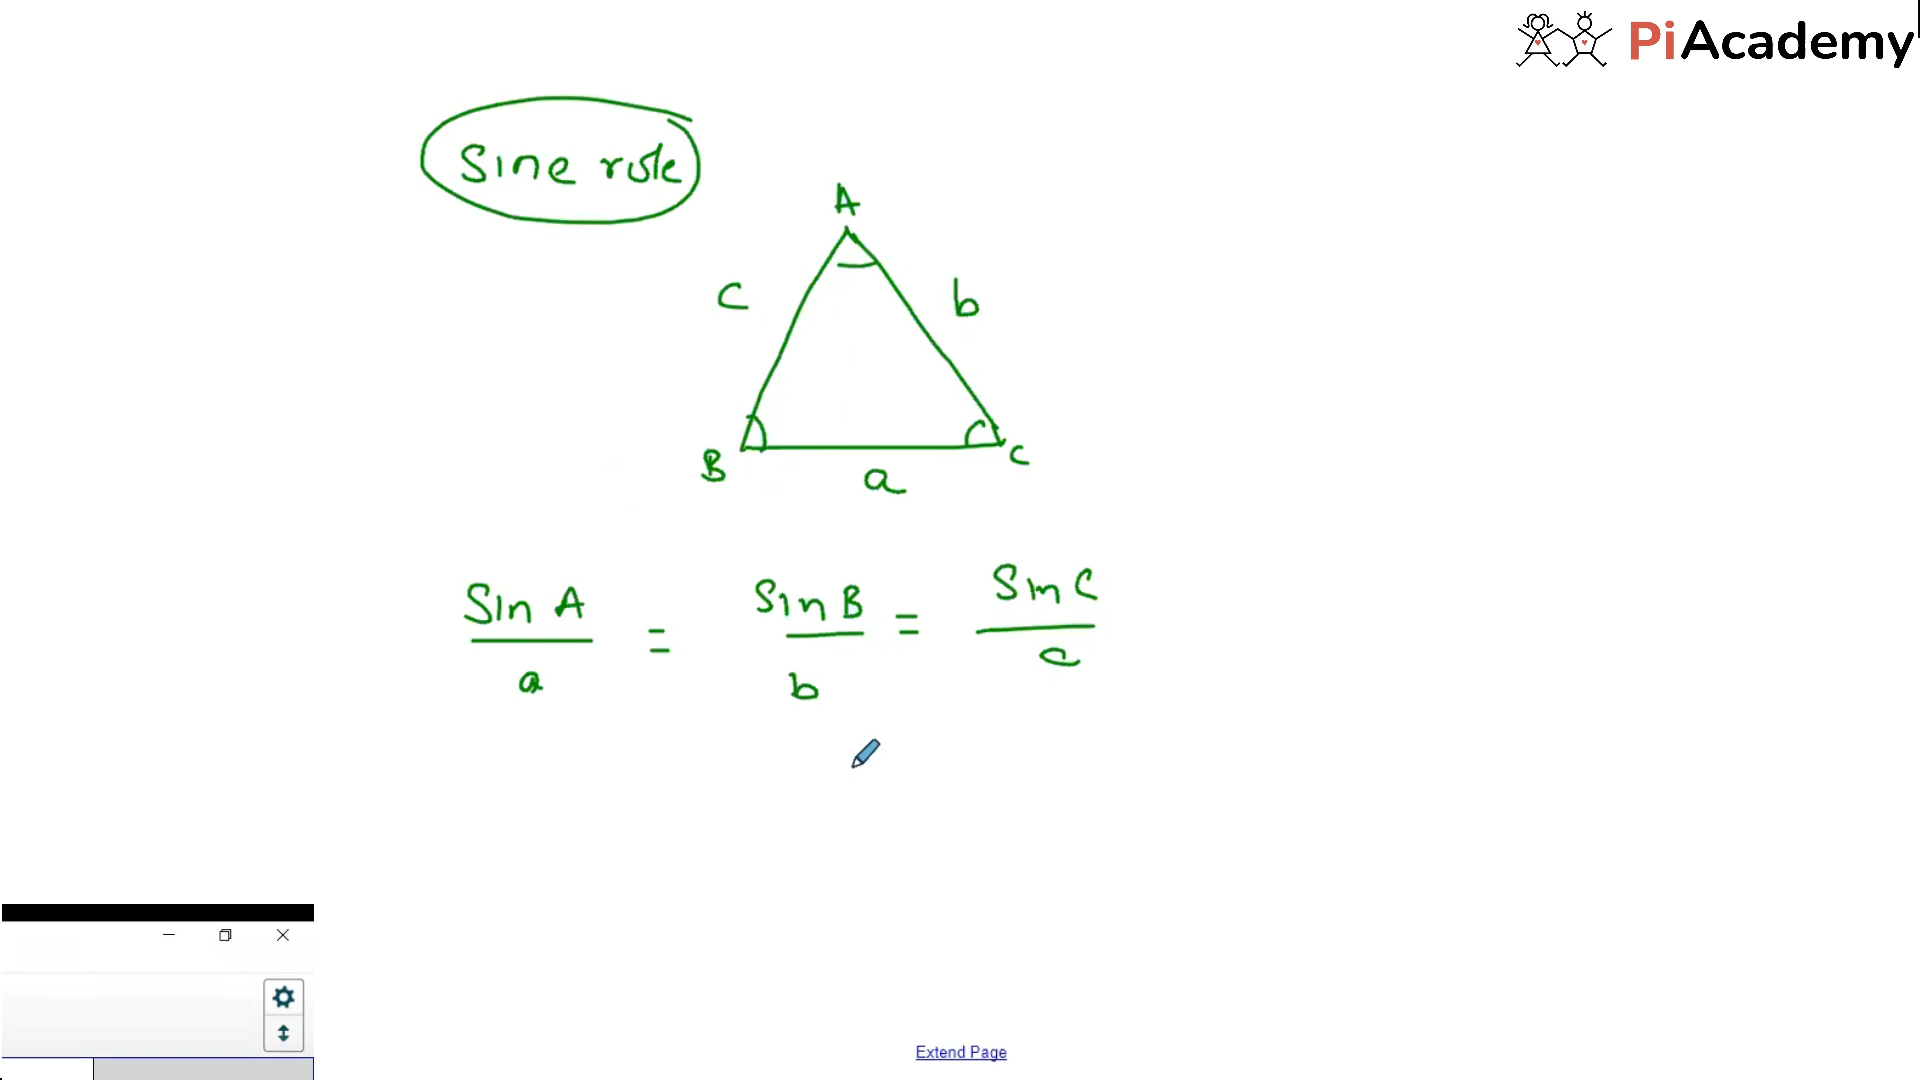 PiAcademy
Sine rule
A
c
b
B
a
C
Sin A = Sin B = Sin C
a b c
Extend Page